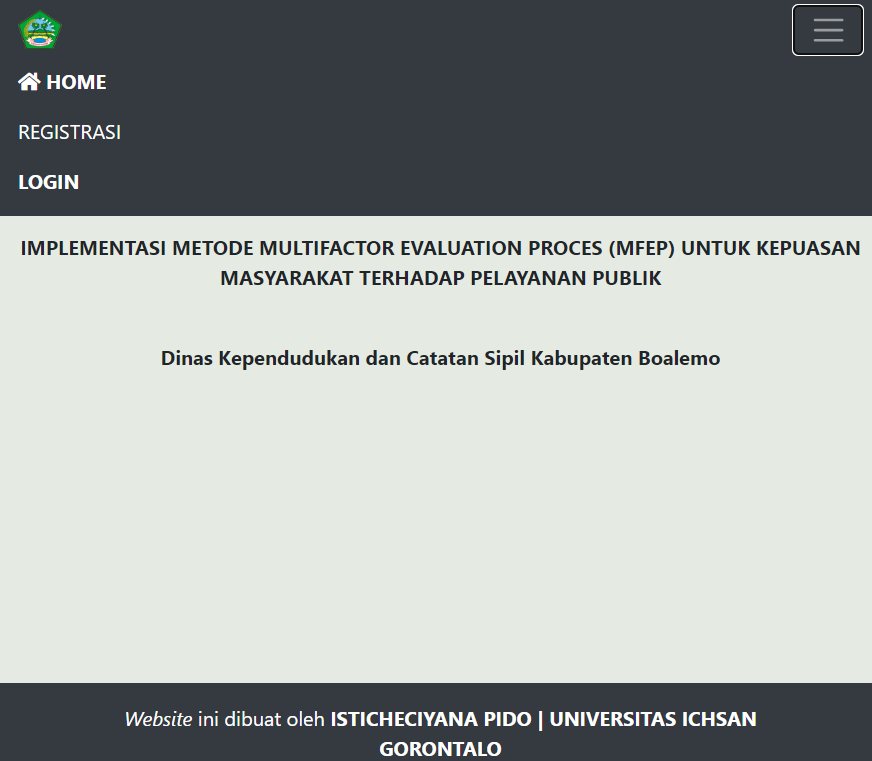 HOME
REGISTRASI
LOGIN
IMPLEMENTASI METODE MULTIFACTOR EVALUATION PROCES (MFEP) UNTUK KEPUASAN
MASYARAKAT TERHADAP PELAYANAN PUBLIK
Dinas Kependudukan dan Catatan Sipil Kabupaten Boalemo
Website ini dibuat oleh ISTICHECIYANA PIDO | UNIVERSITAS ICHSAN
GORONTALO